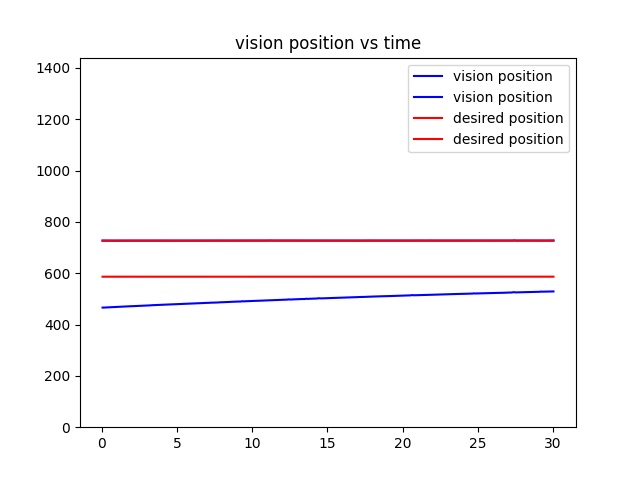 vision position vs time
1400
1200
1000
800
600
400
200
0
vision position
vision position
desired position
desired position
0 5 10 15 20 25 30